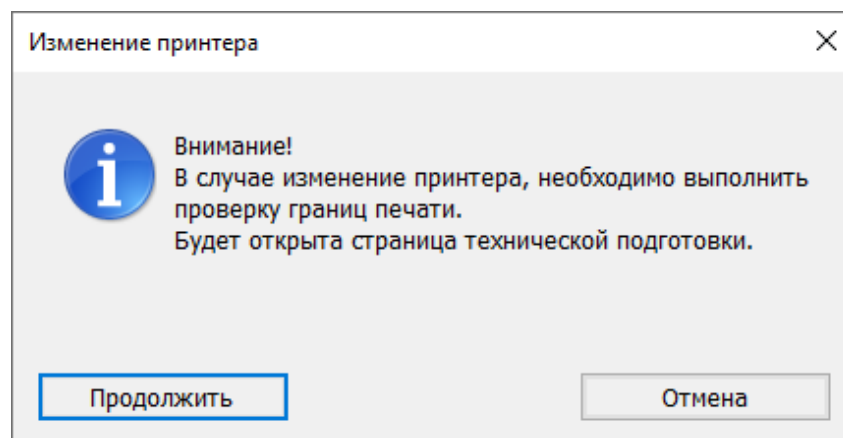 Изменение принтера
Внимание!
В случае изменение принтера, необходимо выполнить
проверку границ печати.
Будет открыта страница технической подготовки.
Продолжить
Отмена